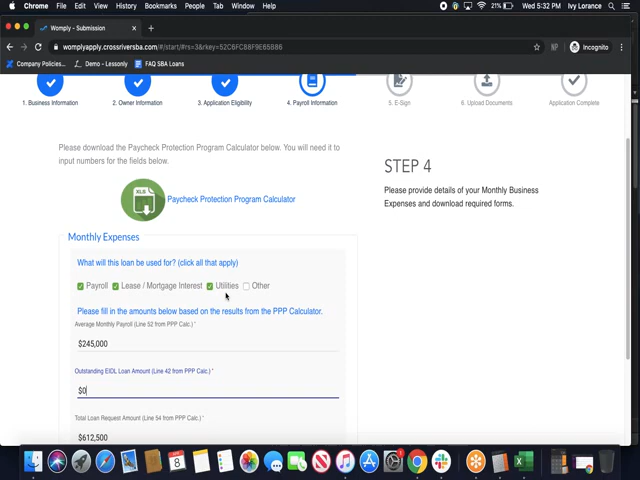 Chrome File Edit View History Bookmarks People Tab Window Help 21% Wed 5:32 PM Ivy Lorance
Womply - Submission
womplyapply.crossriversba.com/#/start/#rs=3&rkey=52C6FC88F9E65B86
NP Incognito
Company Policies... Demo - Lessonly FAQ SBA Loans
1. Business Information 2. Owner Information 3. Application Eligibility 4. Payroll Information 5. E-Sign 6. Upload Documents Application Complete
Please download the Paycheck Protection Program Calculator below. You will need it to input numbers for the fields below.
XLS
Paycheck Protection Program Calculator
STEP 4
Please provide details of your Monthly Business
Expenses and download required forms.
Monthly Expenses
What will this loan be used for? (click all that apply)
Payroll Lease / Mortgage Interest Utilities Other
Please fill in the amounts below based on the results from the PPP Calculator.
Average Monthly Payroll (Line 52 from PPP Calc.) *
$245,000
Outstanding EIDL Loan Amount (Line 42 from PPP Calc.) *
$0
Total Loan Request Amount (Line 54 from PPP Calc.) *
$612,500